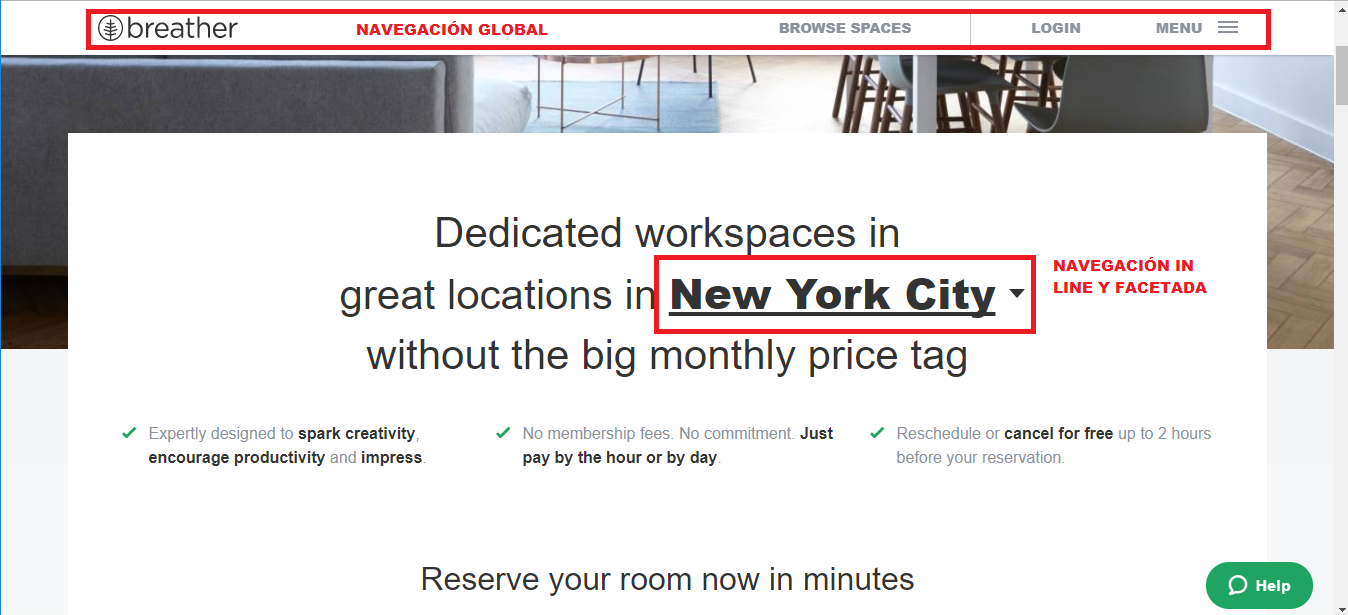 breather NAVEGACIÓN GLOBAL BROWSE SPACES LOGIN MENU
Dedicated workspaces in
great locations in New York City
NAVEGACIÓN IN
LINE Y FACETADA
without the big monthly price tag
Expertly designed to spark creativity,
encourage productivity and impress.
No membership fees. No commitment. Just
pay by the hour or by day.
Reschedule or cancel for free up to 2 hours
before your reservation.
Reserve your room now in minutes
Help